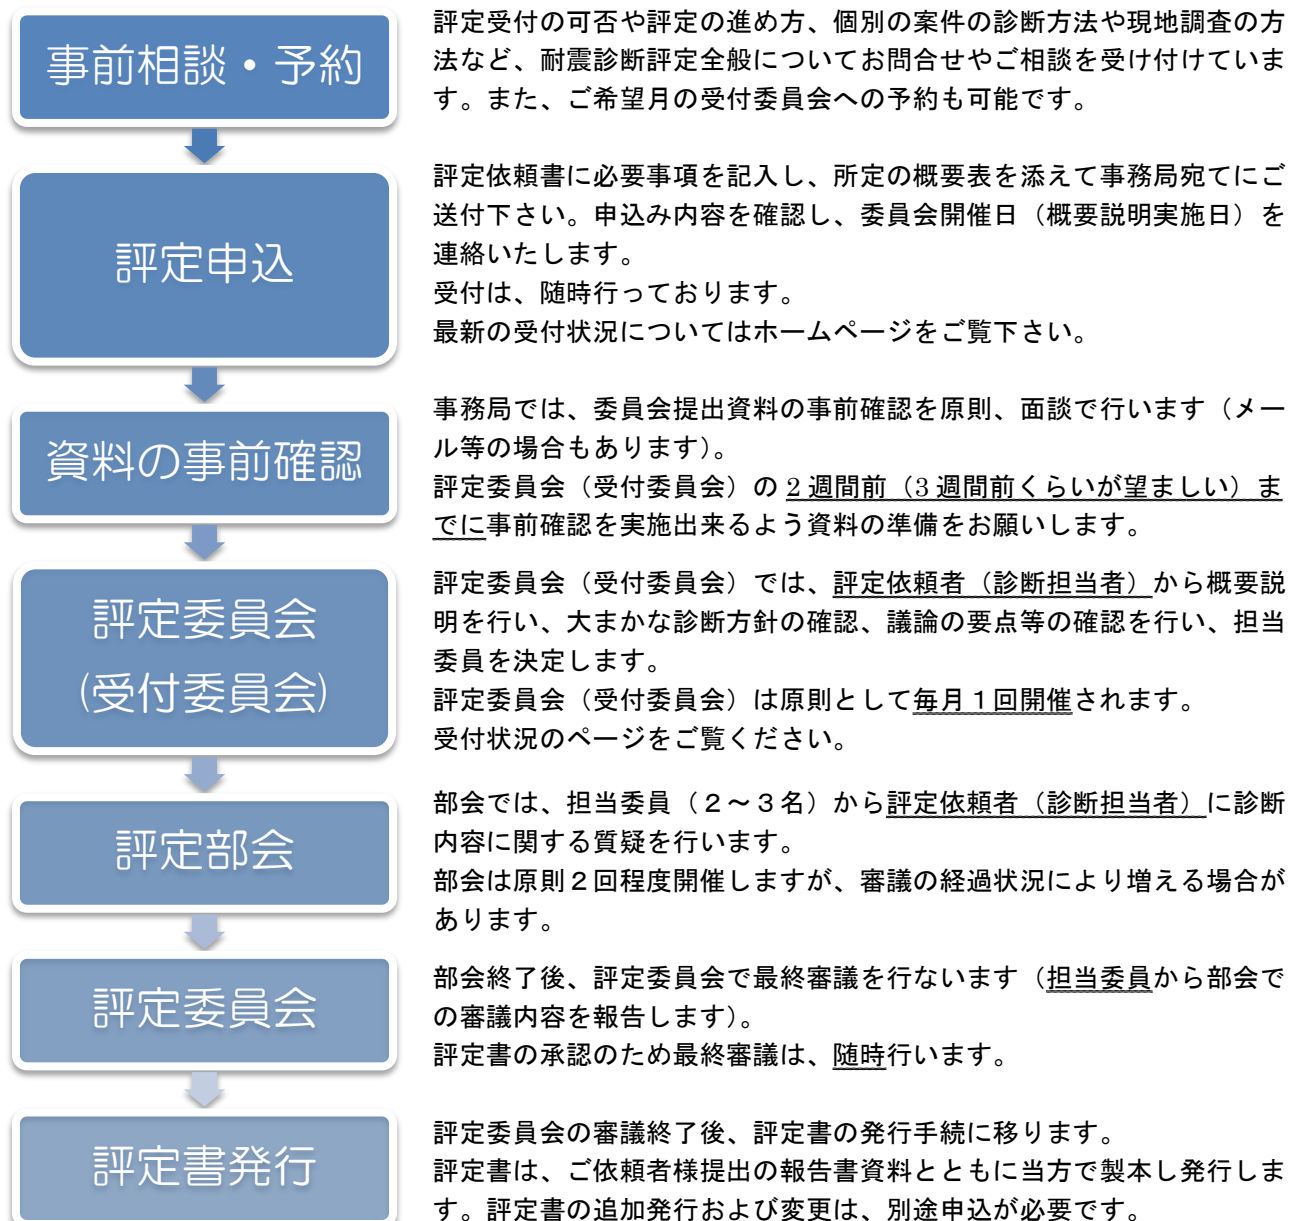 事前相談・予約
評定受付の可否や評定の進め方、個別の案件の診断方法や現地調査の方
法など、耐震診断評定全般についてお問合せやご相談を受け付けていま
す。また、ご希望月の受付委員会への予約も可能です。
評定申込
評定依頼書に必要事項を記入し、所定の概要表を添えて事務局宛てにご
送付下さい。申込み内容を確認し、委員会開催日（概要説明実施日）を
連絡いたします。
受付は、随時行っております。
最新の受付状況についてはホームページをご覧下さい。
資料の事前確認
事務局では、委員会提出資料の事前確認を原則、面談で行います（メー
ル等の場合もあります）。
評定委員会（受付委員会）の 2 週間前（3 週間前くらいが望ましい）ま
でに事前確認を実施出来るよう資料の準備をお願いします。
評定委員会
(受付委員会)
評定委員会（受付委員会）では、評定依頼者（診断担当者）から概要説
明を行い、大まかな診断方針の確認、議論の要点等の確認を行い、担当
委員を決定します。
評定委員会（受付委員会）は原則として毎月１回開催されます。
受付状況のページをご覧ください。
評定部会
部会では、担当委員（２～３名）から評定依頼者（診断担当者）に診断
内容に関する質疑を行います。
部会は原則２回程度開催しますが、審議の経過状況により増える場合が
あります。
評定委員会
部会終了後、評定委員会で最終審議を行ないます（担当委員から部会で
の審議内容を報告します）。
評定書の承認のため最終審議は、随時行います。
評定書発行
評定委員会の審議終了後、評定書の発行手続に移ります。
評定書は、ご依頼者様提出の報告書資料とともに当方で製本し発行しま
す。評定書の追加発行および変更は、別途申込が必要です。